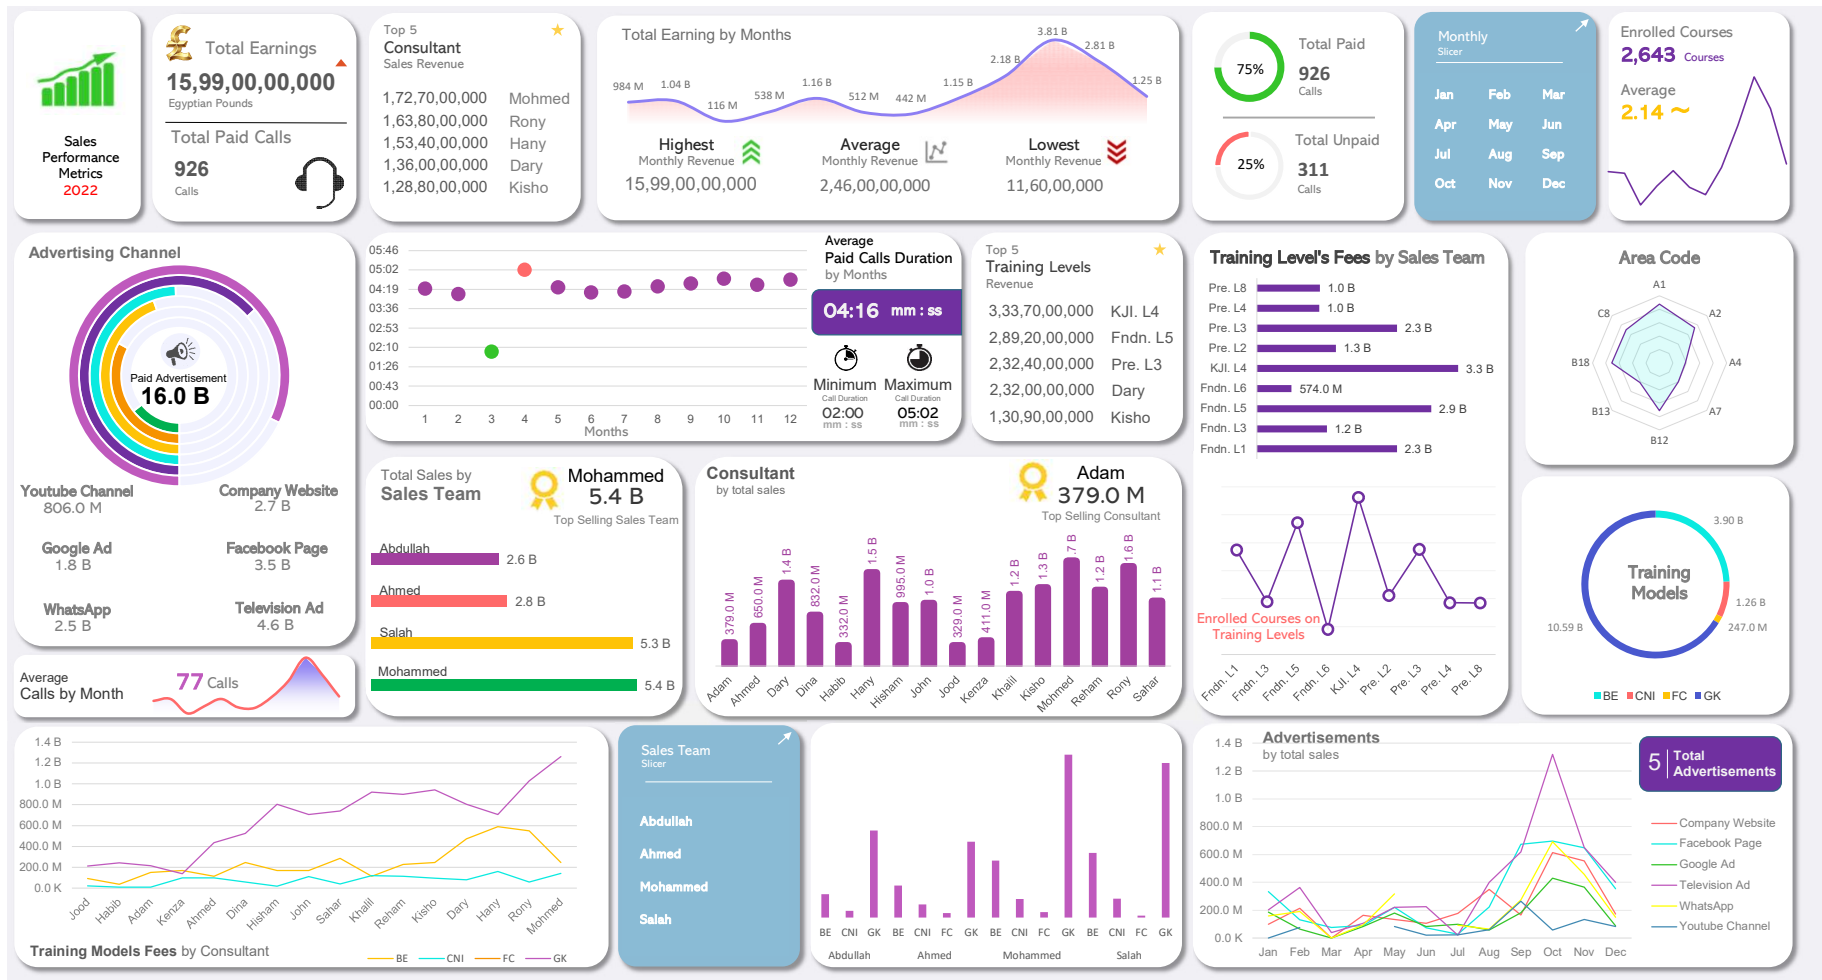 Sales
Performance
Metrics
2022
Total Earnings
15,99,00,00,000
Egyptian Pounds
Total Paid Calls
926
Calls
Top 5
Consultant
Sales Revenue
1,72,70,00,000 Mohmed
1,63,80,00,000 Rony
1,53,40,00,000 Hany
1,36,00,00,000 Dary
1,28,80,00,000 Kisho
Total Earning by Months
984 M 1.04 B 116 M 538 M 1.16 B 512 M 442 M 1.15 B 2.18 B 3.81 B 2.81 B 1.25 B
Highest
Monthly Revenue
15,99,00,00,000
Average
Monthly Revenue
2,46,00,00,000
Lowest
Monthly Revenue
11,60,00,000
75%
Total Paid
926
Calls
25%
Total Unpaid
311
Calls
Monthly
Slicer
Jan Feb Mar
Apr May Jun
Jul Aug Sep
Oct Nov Dec
Enrolled Courses
2,643 Courses
Average
2.14 ~
Advertising Channel
Paid Advertisement
16.0 B
Youtube Channel
806.0 M
Company Website
2.7 B
Google Ad
1.8 B
Facebook Page
3.5 B
WhatsApp
2.5 B
Television Ad
4.6 B
05:46
05:02
04:19
03:36
02:53
02:10
01:26
00:43
00:00
1 2 3 4 5 6 7 8 9 10 11 12
Months
Average
Paid Calls Duration
by Months
04:16 mm : ss
Minimum
Call Duration
02:00
mm : ss
Maximum
Call Duration
05:02
mm : ss
Top 5
Training Levels
Revenue
3,33,70,00,000 KJI. L4
2,89,20,00,000 Fndn. L5
2,32,40,00,000 Pre. L3
2,32,00,00,000 Dary
1,30,90,00,000 Kisho
Training Level's Fees by Sales Team
Pre. L8 1.0 B
Pre. L4 1.0 B
Pre. L3 2.3 B
Pre. L2 1.3 B
KJI. L4 3.3 B
Fndn. L6 574.0 M
Fndn. L5 2.9 B
Fndn. L3 1.2 B
Fndn. L1 2.3 B
Enrolled Courses on
Training Levels
Fndn. L1 Fndn. L3 Fndn. L5 Fndn. L6 KJI. L4 Pre. L2 Pre. L3 Pre. L4 Pre. L8
Area Code
A1
A2
A4
A7
B12
B13
B18
C8
Total Sales by
Sales Team
Mohammed
5.4 B
Top Selling Sales Team
Abdullah
2.6 B
Ahmed
2.8 B
Salah
5.3 B
Mohammed
5.4 B
Consultant
by total sales
Adam
379.0 M
Top Selling Consultant
379.0 M 650.0 M 1.4 B 832.0 M 332.0 M 1.5 B 995.0 M 1.0 B 329.0 M 411.0 M 1.2 B 1.3 B .7 B 1.2 B 1.6 B 1.1 B
Adam Ahmed Dary Dina Habib Hany Hisham John Jood Kenza Khalil Kisho Mohmed Reham Rony Sahar
Training
Models
3.90 B
1.26 B
247.0 M
10.59 B
BE CNI FC GK
Average
Calls by Month
77 Calls
1.4 B
1.2 B
1.0 B
800.0 M
600.0 M
400.0 M
200.0 M
0.0 K
Jood Habib Adam Kenza Ahmed Dina Hisham John Sahar Khalil Reham Kisho Dary Hany Rony Mohmed
Training Models Fees by Consultant
BE CNI FC GK
Sales Team
Slicer
Abdullah
Ahmed
Mohammed
Salah
BE CNI GK BE CNI FC GK BE CNI FC GK BE CNI FC GK
Abdullah Ahmed Mohammed Salah
Advertisements
by total sales
5 Total
Advertisements
1.4 B
1.2 B
1.0 B
800.0 M
600.0 M
400.0 M
200.0 M
0.0 K
Jan Feb Mar Apr May Jun Jul Aug Sep Oct Nov Dec
Company Website
Facebook Page
Google Ad
Television Ad
WhatsApp
Youtube Channel